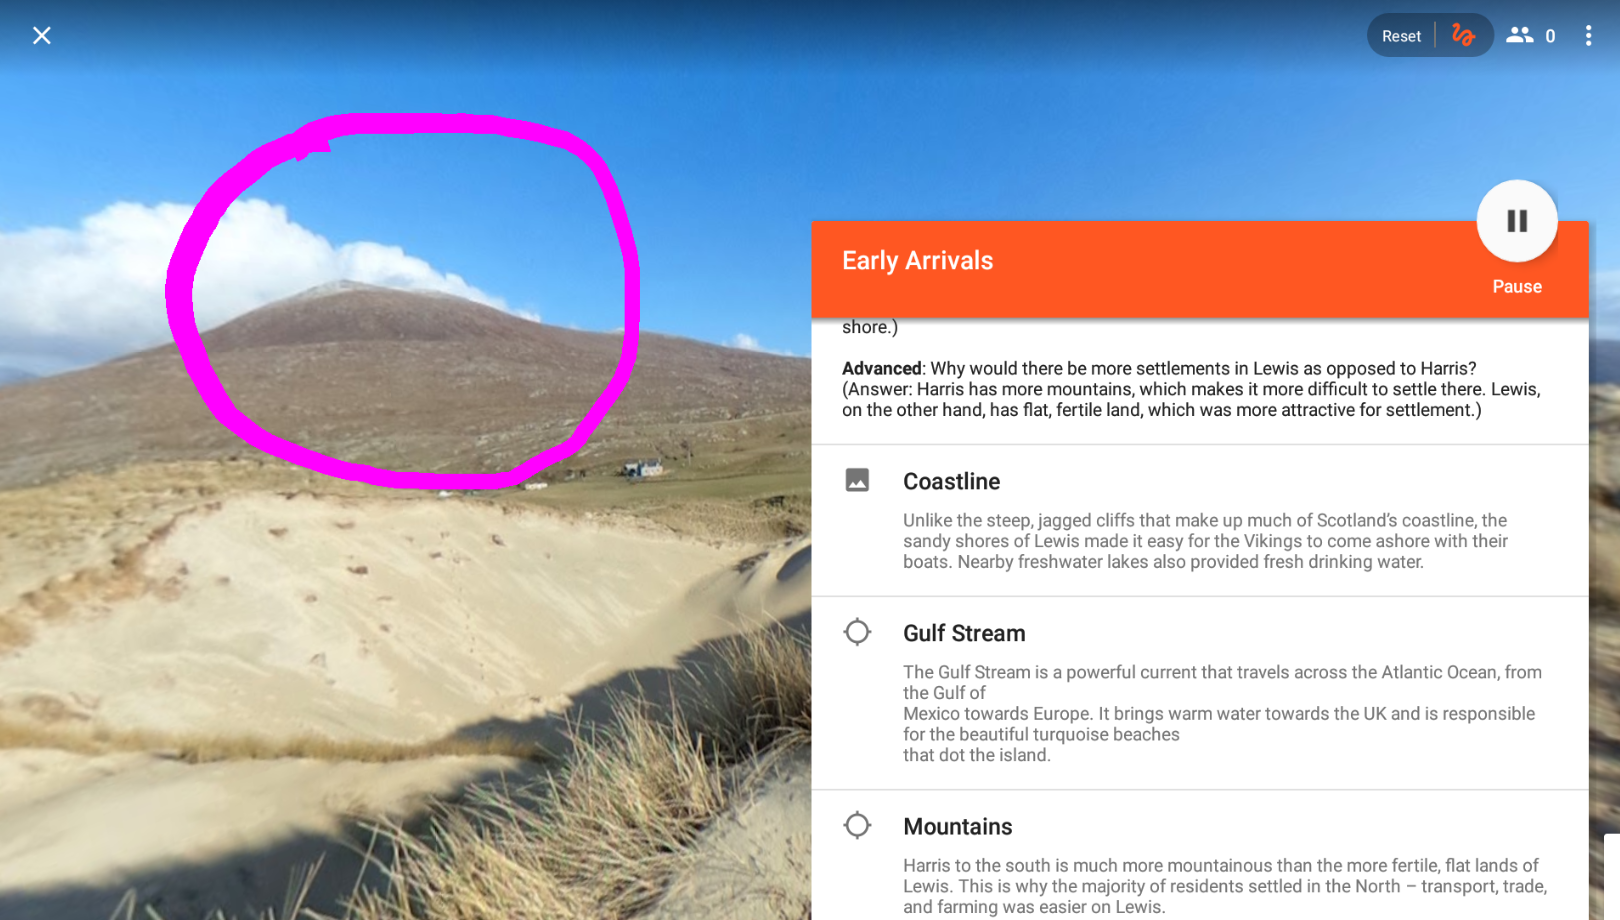 Reset
0
Early Arrivals
Pause
shore.)
Advanced: Why would there be more settlements in Lewis as opposed to Harris?
(Answer: Harris has more mountains, which makes it more difficult to settle there. Lewis,
on the other hand, has flat, fertile land, which was more attractive for settlement.)
Coastline
Unlike the steep, jagged cliffs that make up much of Scotland's coastline, the
sandy shores of Lewis made it easy for the Vikings to come ashore with their
boats. Nearby freshwater lakes also provided fresh drinking water.
Gulf Stream
The Gulf Stream is a powerful current that travels across the Atlantic Ocean, from
the Gulf of
Mexico towards Europe. It brings warm water towards the UK and is responsible
for the beautiful turquoise beaches
that dot the island.
Mountains
Harris to the south is much more mountainous than the more fertile, flat lands of
Lewis. This is why the majority of residents settled in the North – transport, trade,
and farming was easier on Lewis.